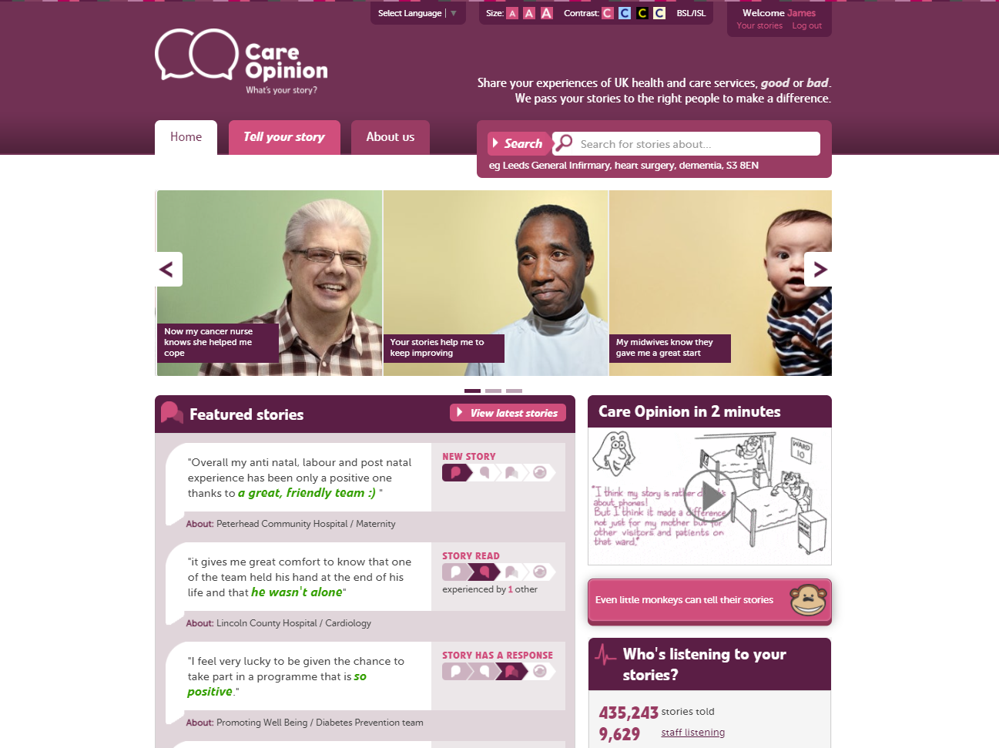 Select Language | ▼
Size: A A A Contrast: C C C C BSL/ISL
Welcome James
Your stories Log out
Care
Opinion
What's your story?
Share your experiences of UK health and care services, good or bad.
We pass your stories to the right people to make a difference.
Home
Tell your story
About us
Search
Search for stories about...
eg Leeds General Infirmary, heart surgery, dementia, S3 8EN
<
>
Now my cancer nurse
knows she helped me
cope
Your stories help me to
keep improving
My midwives know they
gave me a great start
Featured stories
View latest stories
"Overall my anti natal, labour and post natal
experience has been only a positive one
thanks to a great, friendly team :) "
NEW STORY
About: Peterhead Community Hospital / Maternity
"it gives me great comfort to know that one
of the team held his hand at the end of his
life and that he wasn't alone"
STORY READ
experienced by 1 other
About: Lincoln County Hospital / Cardiology
"I feel very lucky to be given the chance to
take part in a programme that is so
positive."
STORY HAS A RESPONSE
About: Promoting Well Being / Diabetes Prevention team
Care Opinion in 2 minutes
WARD
10
"I think my story is rather
about phones!
But I think it made a difference
not just for my mother but for
other visitors and patients on
that ward."
Even little monkeys can tell their stories
Who's listening to your
stories?
435,243 stories told
9,629 staff listening